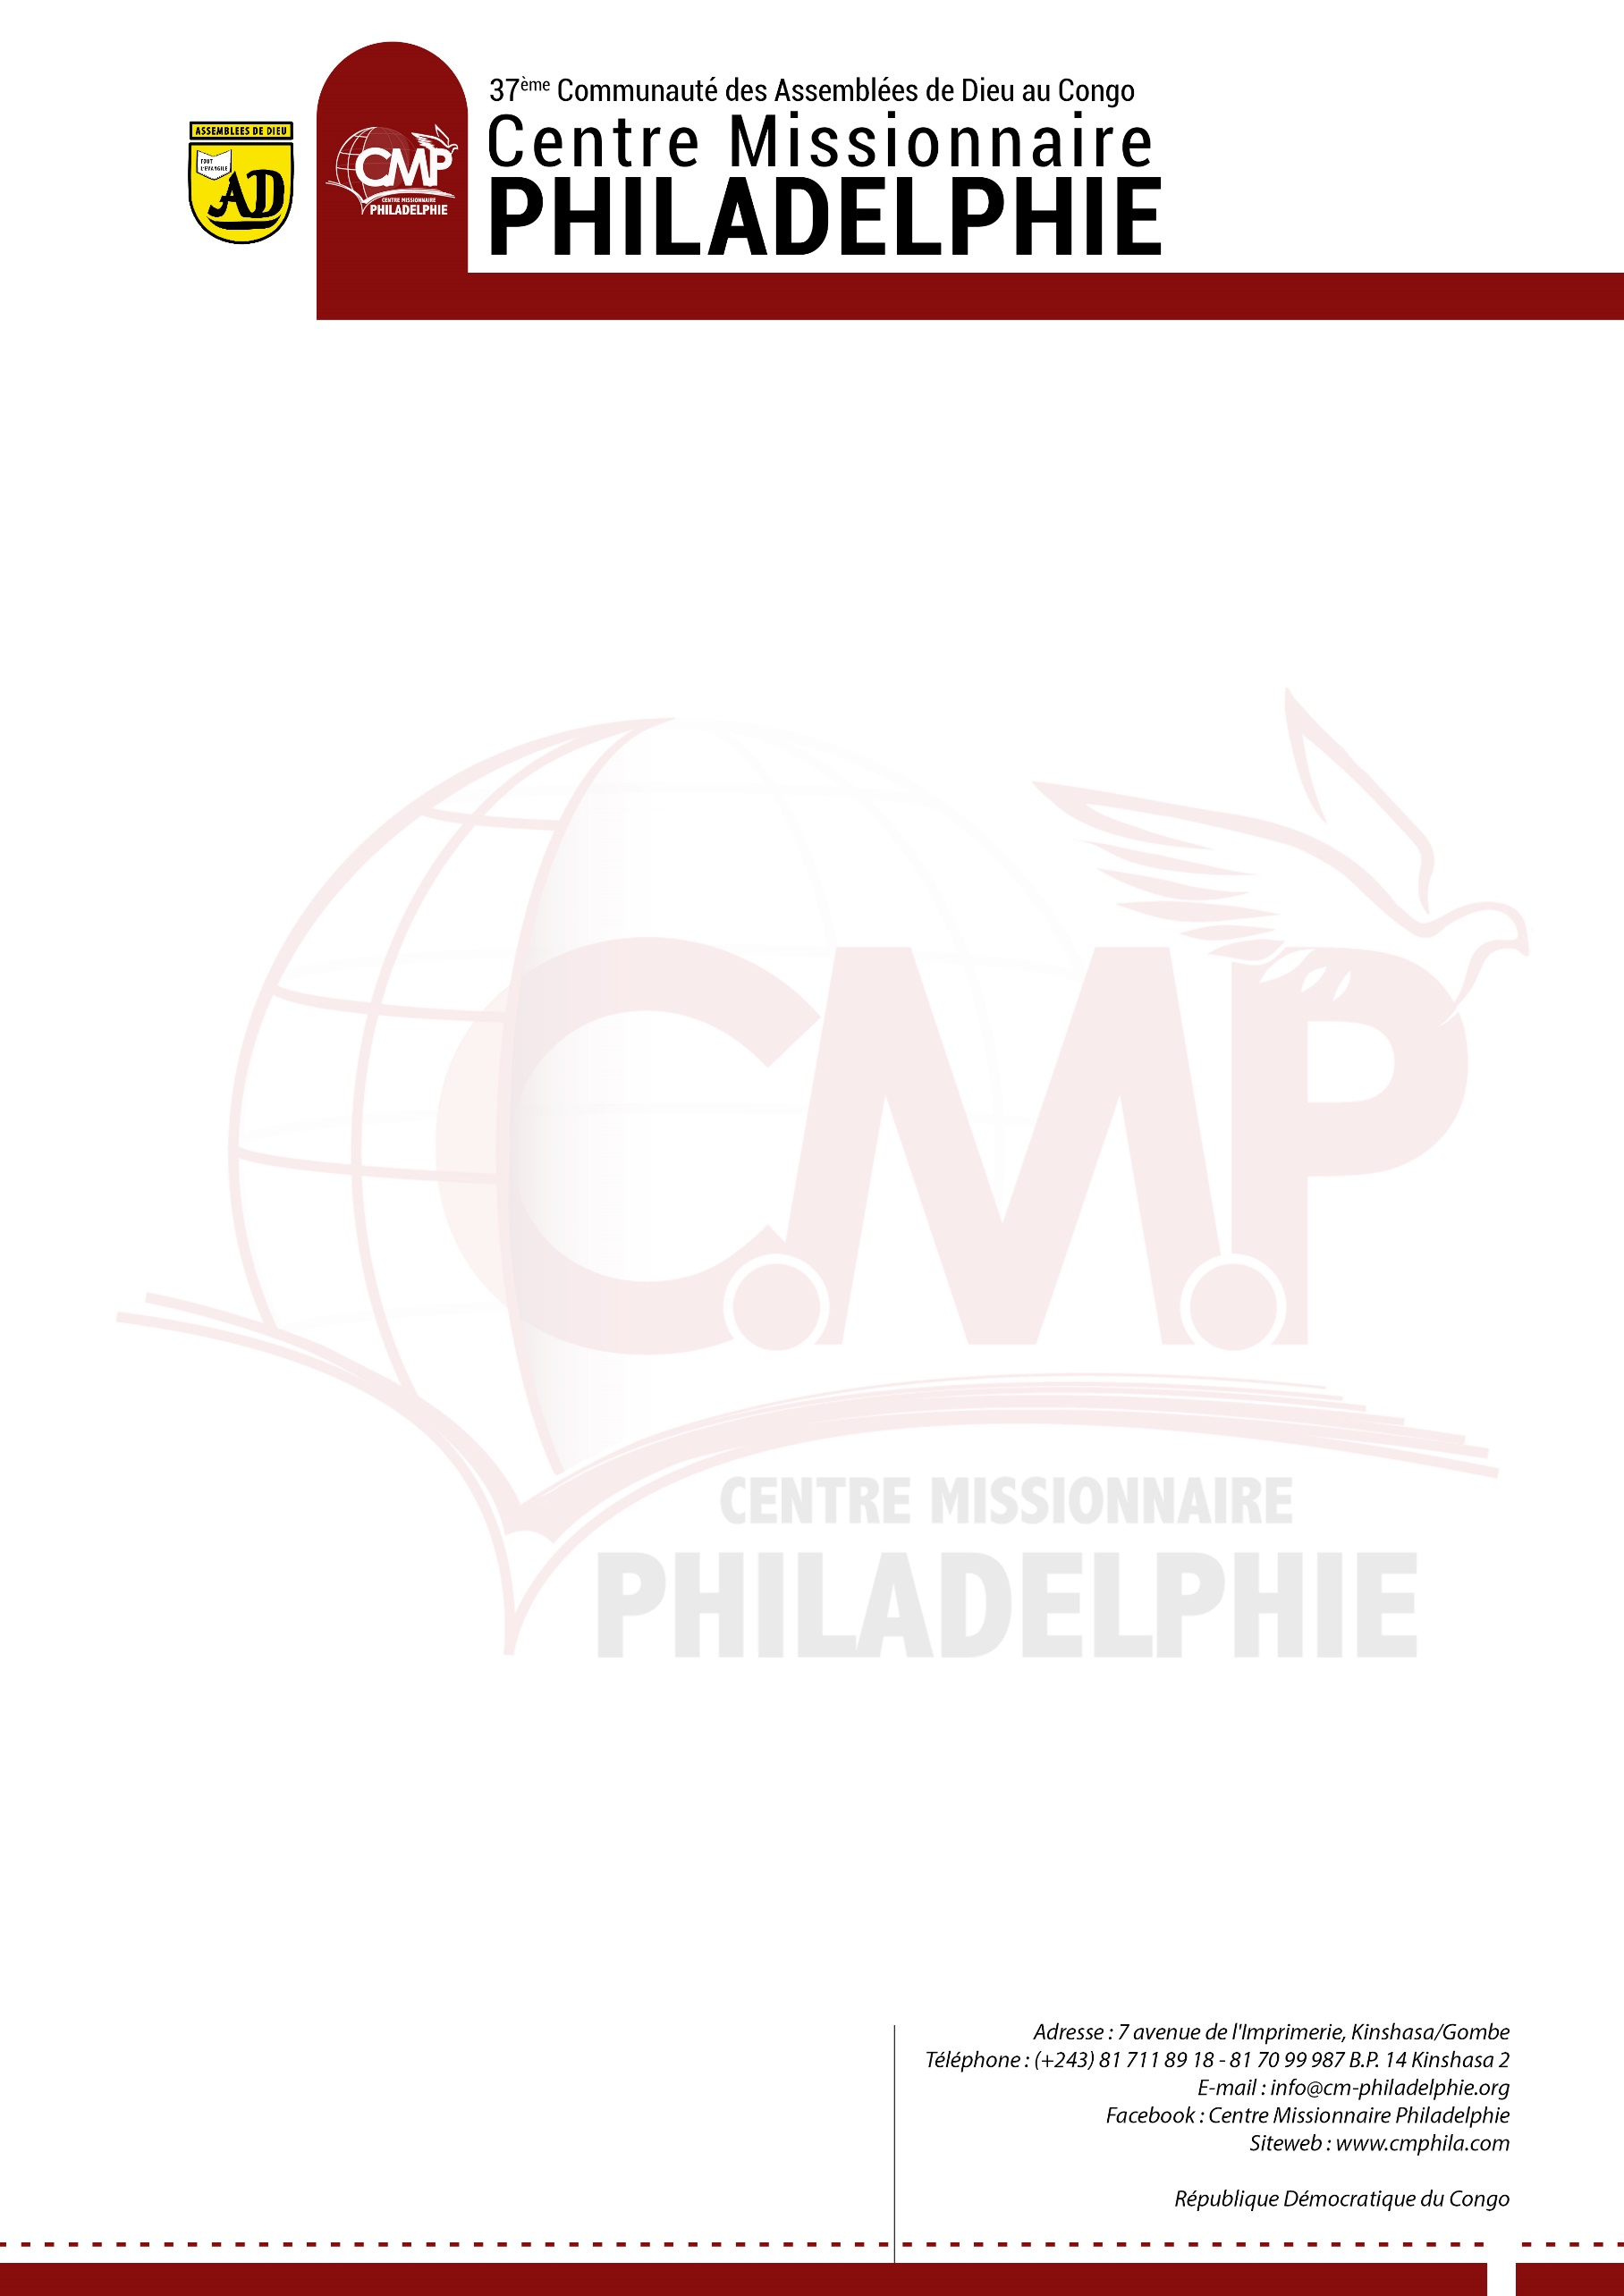 37ème Communauté des Assemblées de Dieu au Congo
Centre Missionnaire
PHILADELPHIE
ASSEMBLEES DE DIEU
TOUT
L'EVANGILE
AD
CMP
CENTRE MISSIONNAIRE
PHILADELPHIE
C.M.P
CENTRE MISSIONNAIRE
PHILADELPHIE
Adresse : 7 avenue de l'Imprimerie, Kinshasa/Gombe
Téléphone : (+243) 81 711 89 18 - 81 70 99 987 B.P. 14 Kinshasa 2
E-mail : info@cm-philadelphie.org
Facebook : Centre Missionnaire Philadelphie
Siteweb : www.cmphila.com
République Démocratique du Congo